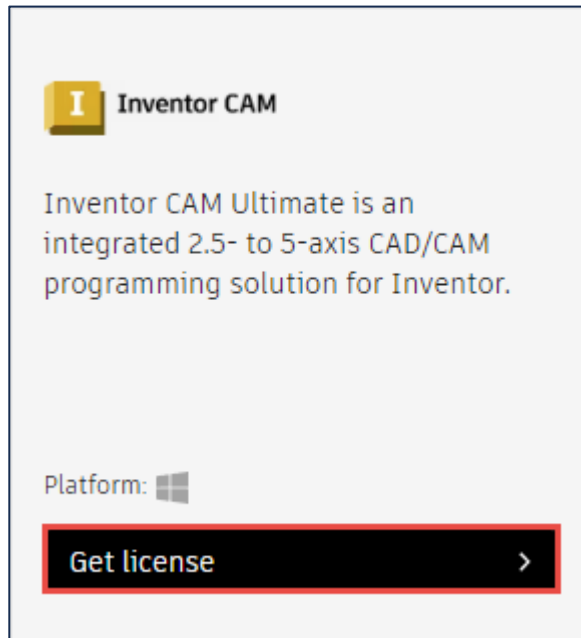 I Inventor CAM
Inventor CAM Ultimate is an
integrated 2.5- to 5-axis CAD/CAM
programming solution for Inventor.
Platform:
Get license